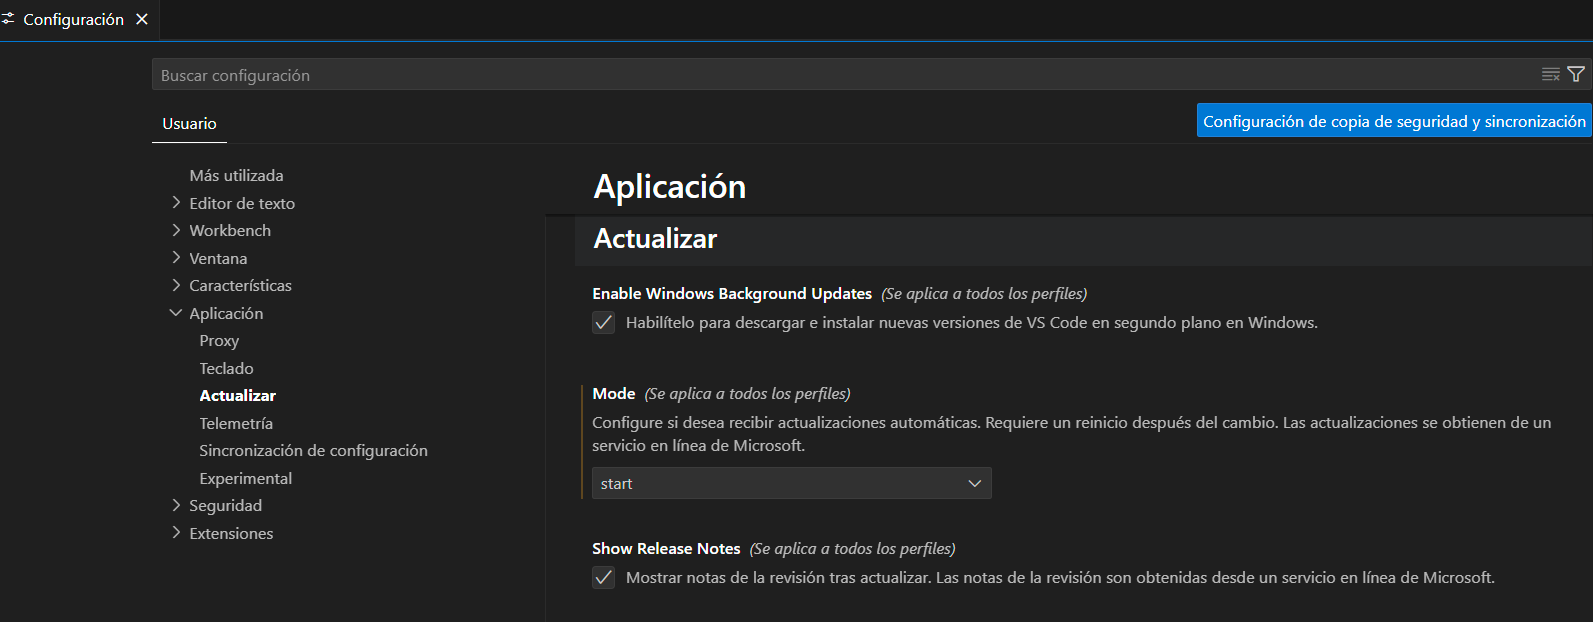 Configuración
Buscar configuración
Usuario
Configuración de copia de seguridad y sincronización
Más utilizada
Editor de texto
Workbench
Ventana
Características
Aplicación
Proxy
Teclado
Actualizar
Telemetría
Sincronización de configuración
Experimental
Seguridad
Extensiones
Aplicación
Actualizar
Enable Windows Background Updates (Se aplica a todos los perfiles)
Habilítelo para descargar e instalar nuevas versiones de VS Code en segundo plano en Windows.
Mode (Se aplica a todos los perfiles)
Configure si desea recibir actualizaciones automáticas. Requiere un reinicio después del cambio. Las actualizaciones se obtienen de un
servicio en línea de Microsoft.
start
Show Release Notes (Se aplica a todos los perfiles)
Mostrar notas de la revisión tras actualizar. Las notas de la revisión son obtenidas desde un servicio en línea de Microsoft.